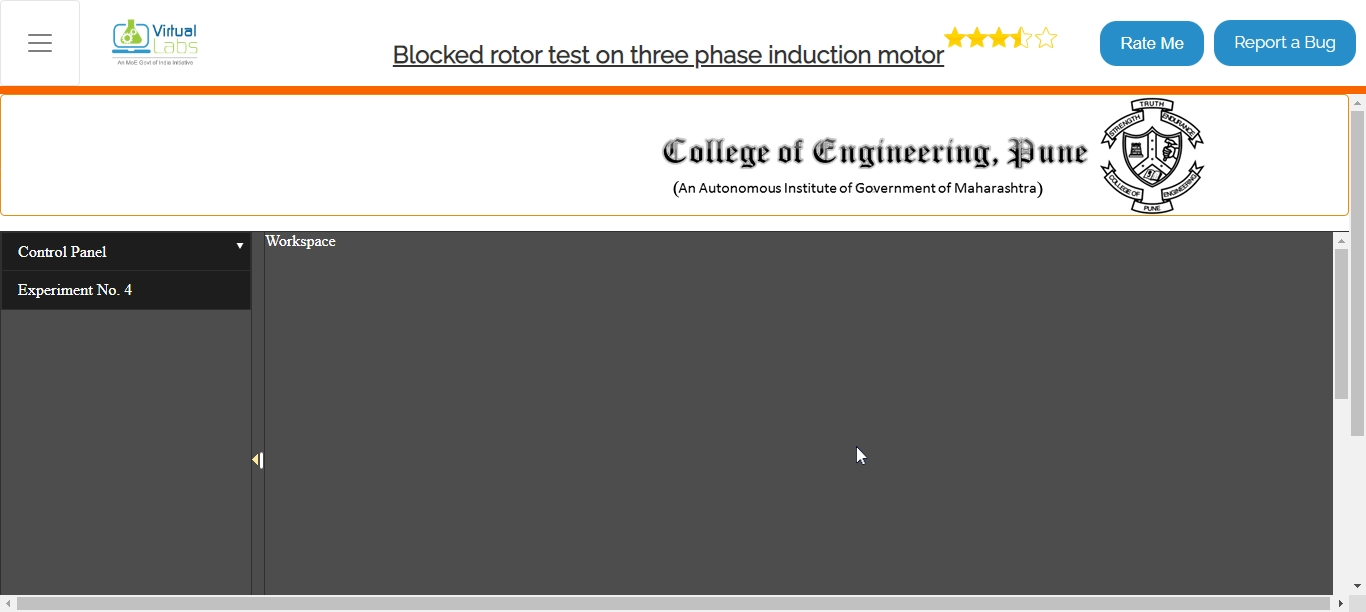 Virtual
Labs
An MoE Govt of India Initiative
Blocked rotor test on three phase induction motor
Rate Me
Report a Bug
College of Engineering, Pune
(An Autonomous Institute of Government of Maharashtra)
TRUTH
STRENGTH
ENDURANCE
COLLEGE OF
ENGINEERING
PUNE
Control Panel
Experiment No. 4
Workspace